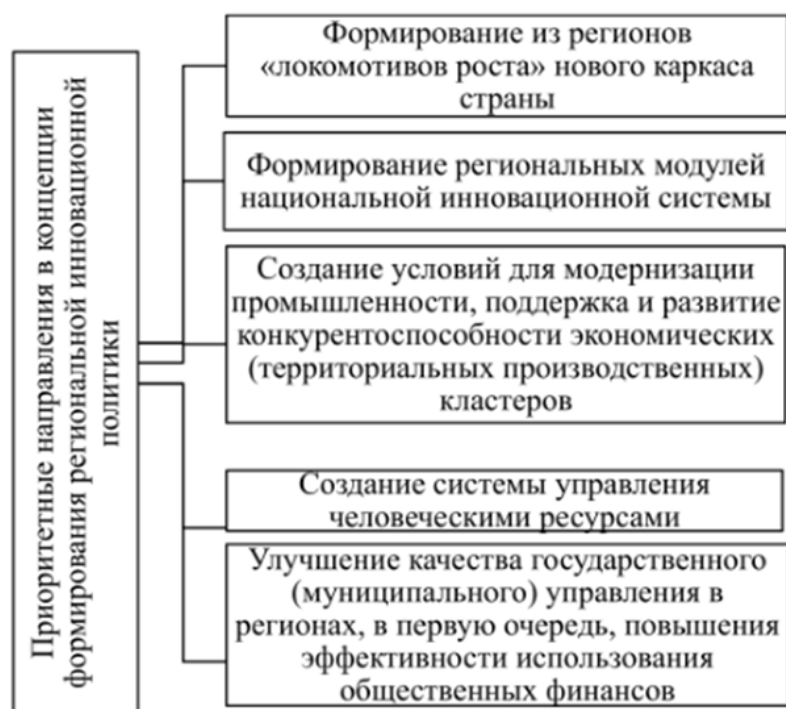 Приоритетные направления в концепции
формирования региональной инновационной
политики
Формирование из регионов
«локомотивов роста» нового каркаса
страны
Формирование региональных модулей
национальной инновационной системы
Создание условий для модернизации
промышленности, поддержка и развитие
конкурентоспособности экономических
(территориальных производственных)
кластеров
Создание системы управления
человеческими ресурсами
Улучшение качества государственного
(муниципального) управления в
регионах, в первую очередь, повышения
эффективности использования
общественных финансов